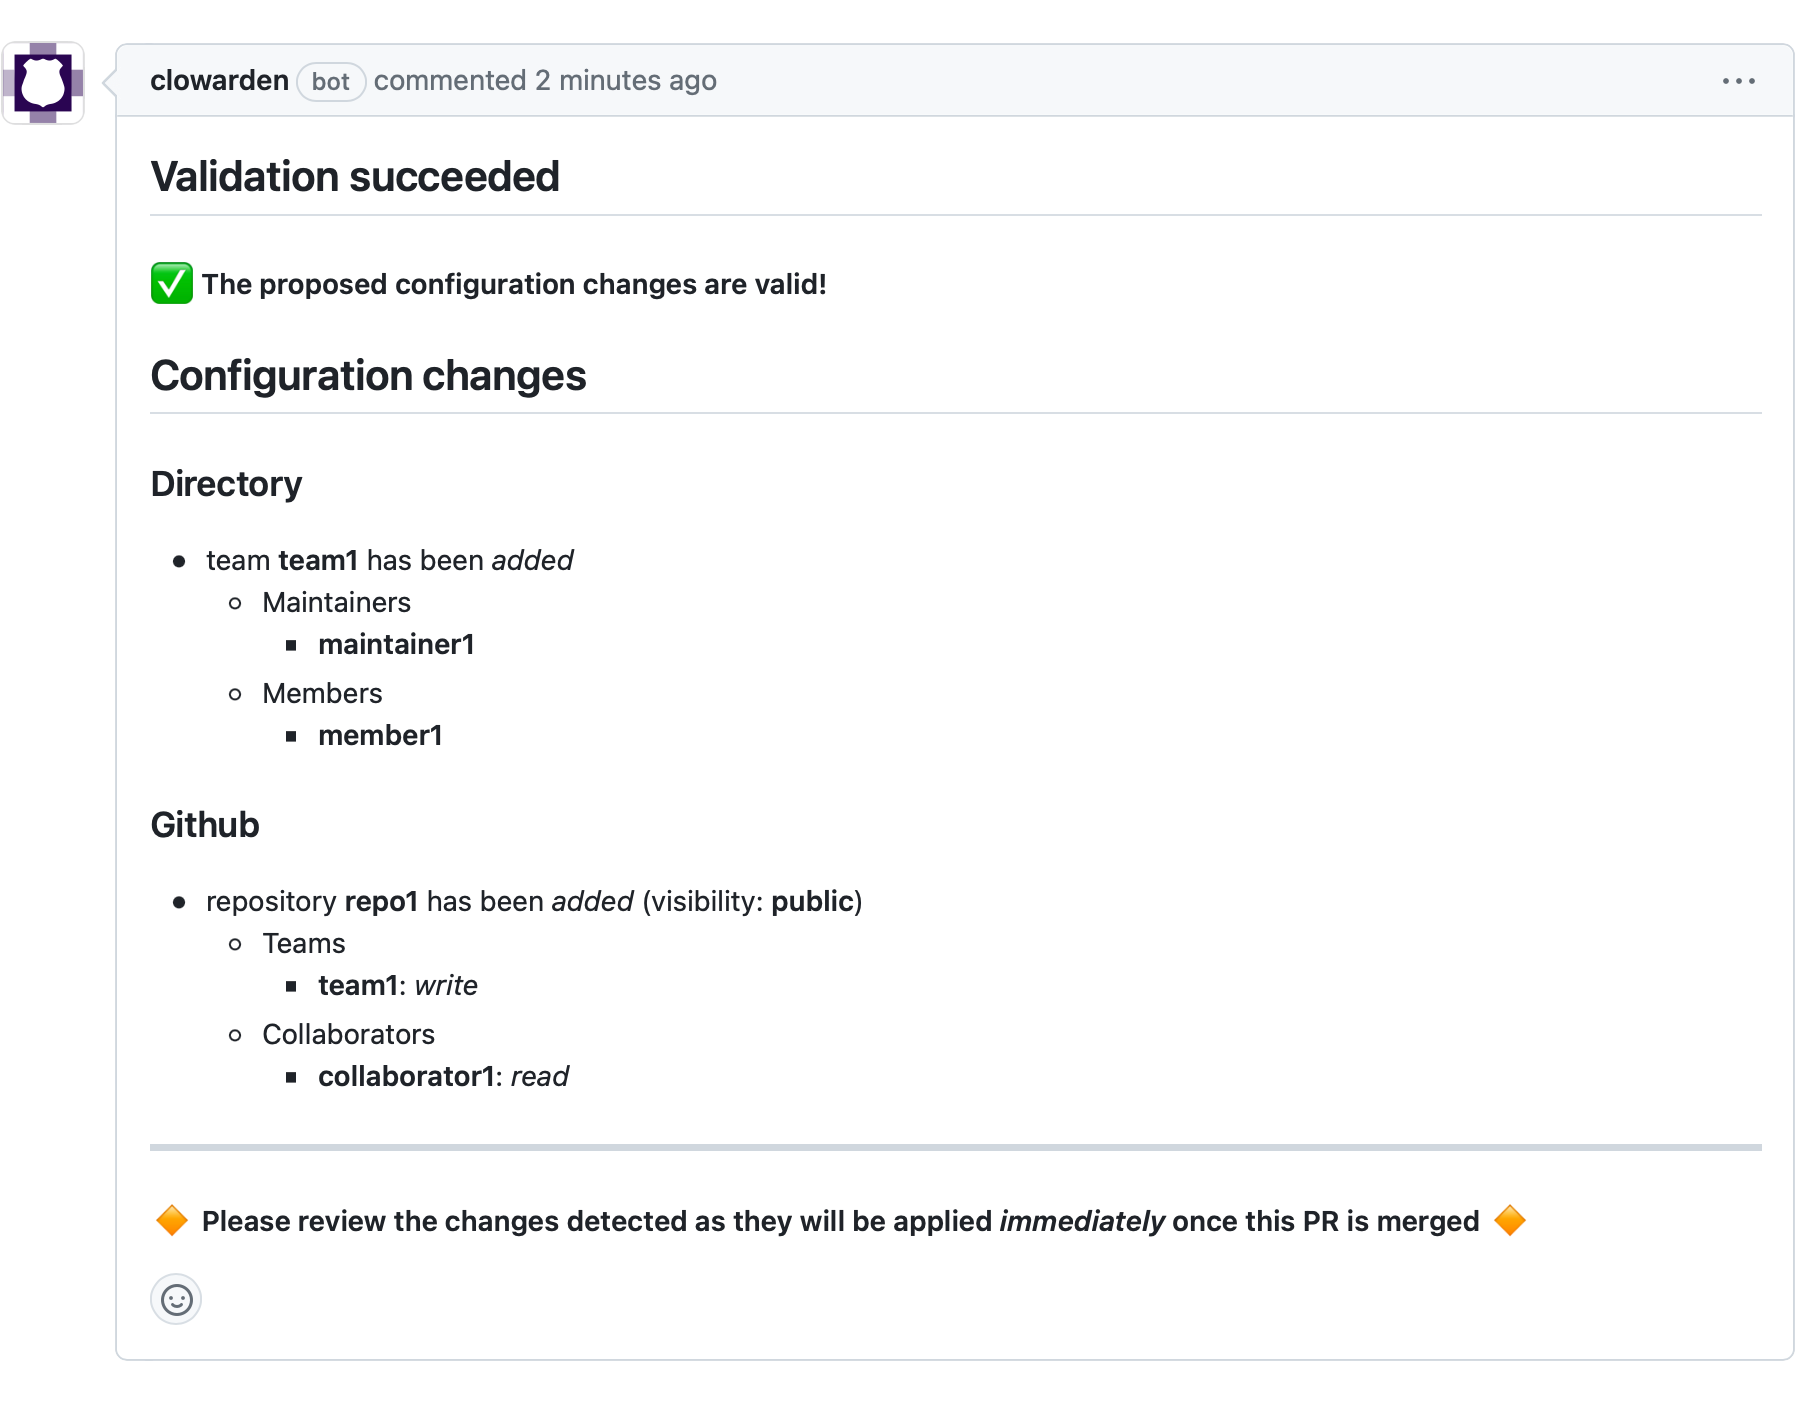 clowarden bot commented 2 minutes ago
Validation succeeded
✅ The proposed configuration changes are valid!
Configuration changes
Directory
team team1 has been added
Maintainers
maintainer1
Members
member1
Github
repository repo1 has been added (visibility: public)
Teams
team1: write
Collaborators
collaborator1: read
🔶 Please review the changes detected as they will be applied immediately once this PR is merged 🔶